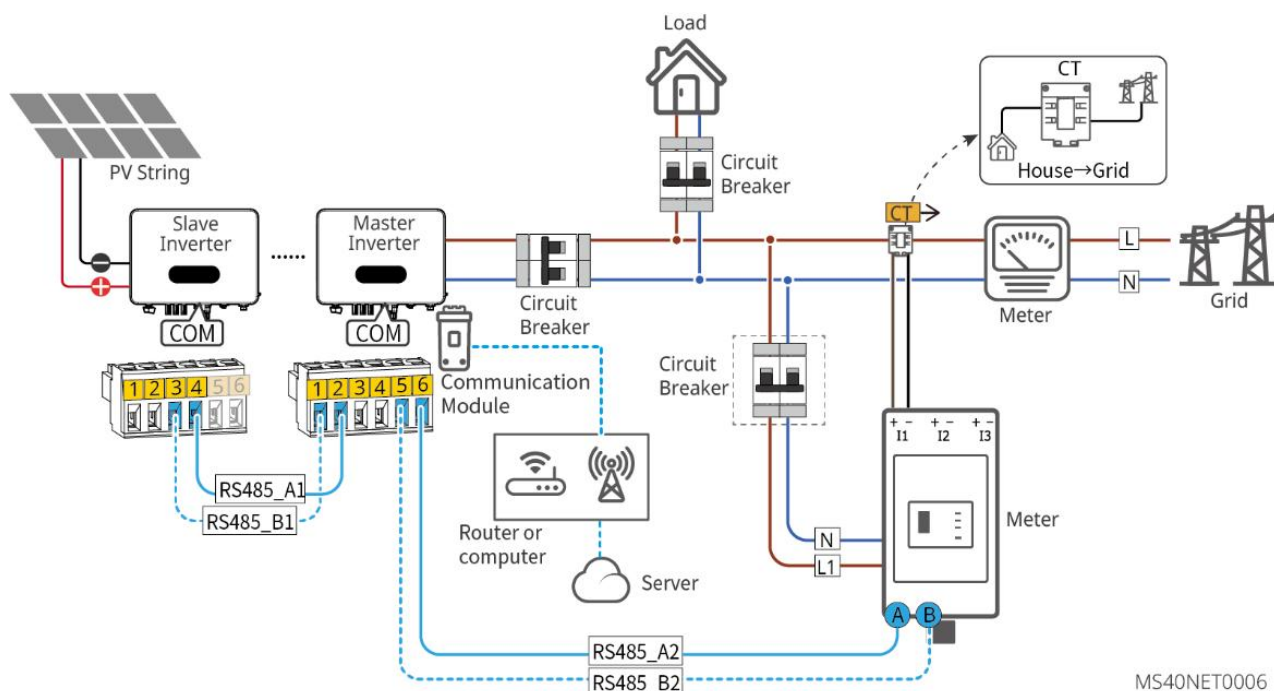 Load
CT
House→Grid
PV String
Circuit
Breaker
Slave
Inverter
Master
Inverter
COM
COM
Circuit
Breaker
CT
L
N
Meter
Grid
1 2 3 4 5 6
1 2 3 4 5 6
Communication
Module
Circuit
Breaker
RS485_A1
RS485_B1
Router or
computer
Server
+ - + - + -
I1 I2 I3
Meter
N
L1
A B
RS485_A2
RS485_B2
MS40NET0006